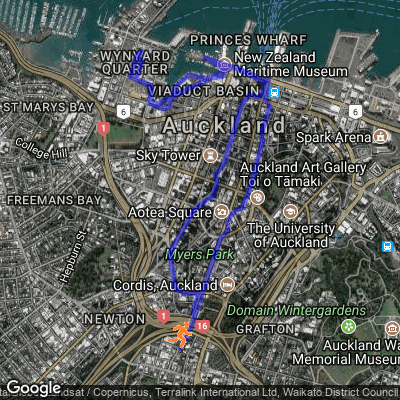 PRINCES WHARF
WYNYARD
QUARTER
New Zealand
Maritime Museum
VIADUCT BASIN
ST MARYS BAY
6
1
6
Auckland
Spark Arena
College Hill
Sky Tower
Auckland Art Gallery
Toi o Tāmaki
FREEMANS BAY
Aotea Square
The University
of Auckland
Hepburn St
Myers Park
Cordis, Auckland
Domain Wintergardens
NEWTON
1
16
GRAFTON
Auckland Wa
Memorial Museum
Google
Landsat / Copernicus, Terralink International Ltd, Waikato District Council